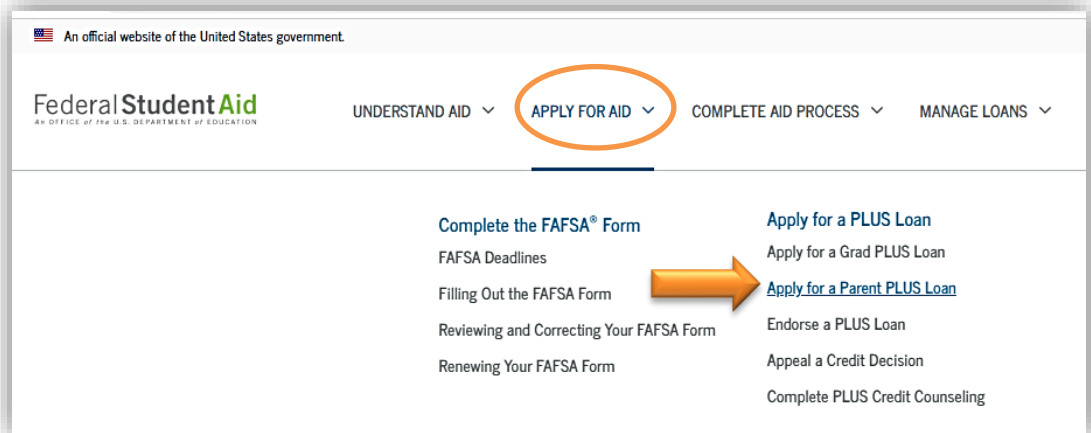 An official website of the United States government.
Federal Student Aid
An OFFICE of the U.S. DEPARTMENT of EDUCATION
UNDERSTAND AID
APPLY FOR AID
COMPLETE AID PROCESS
MANAGE LOANS
Complete the FAFSA® Form
FAFSA Deadlines
Filling Out the FAFSA Form
Reviewing and Correcting Your FAFSA Form
Renewing Your FAFSA Form
Apply for a PLUS Loan
Apply for a Grad PLUS Loan
Apply for a Parent PLUS Loan
Endorse a PLUS Loan
Appeal a Credit Decision
Complete PLUS Credit Counseling